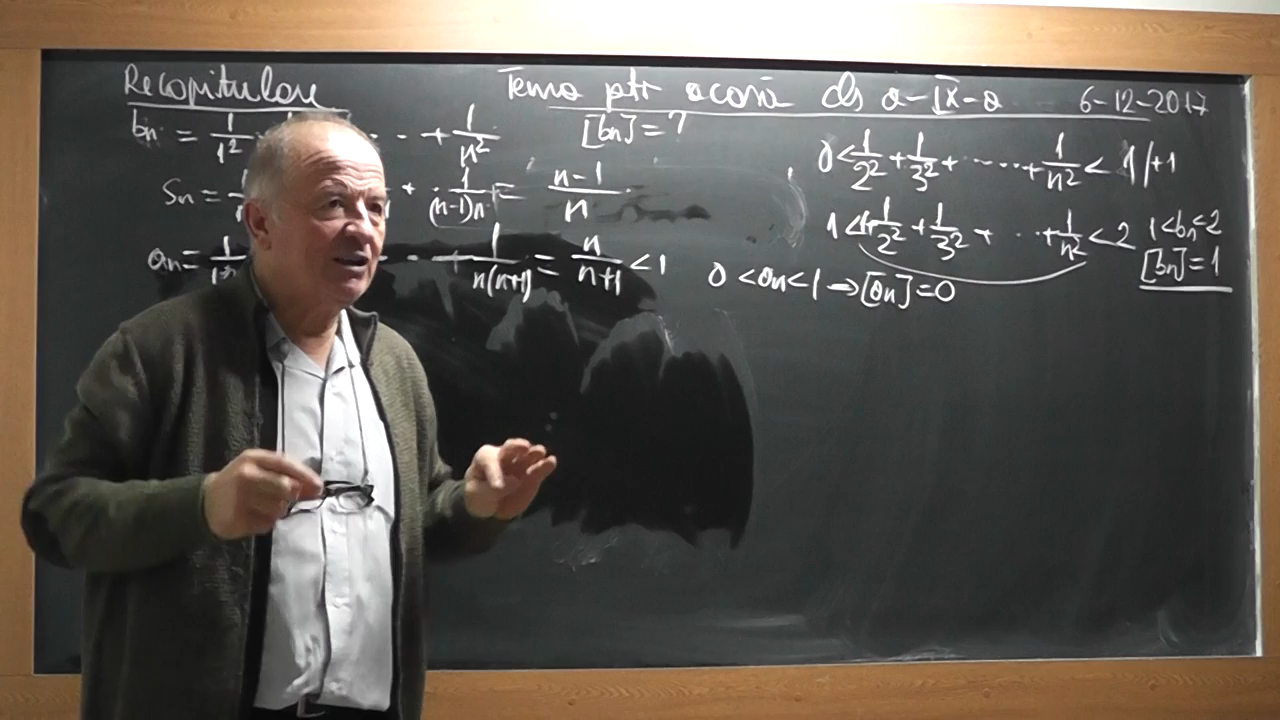 Recapitulare Tema ptr acasă cls a-IX-a 6-12-2017
bn = 1/1² ... + 1/n² [bn] = ?
0 < 1/2² + 1/3² + ..... + 1/n² < 1 /+1
Sn = ... + 1/(n-1)n = n-1/n
1 < 1+1/2² + 1/3² + ... + 1/n² < 2 1 < bn < 2
an = 1/1·2 ... + 1/n(n+1) = n/n+1 < 1
0 < an < 1 → [an] = 0
[bn] = 1